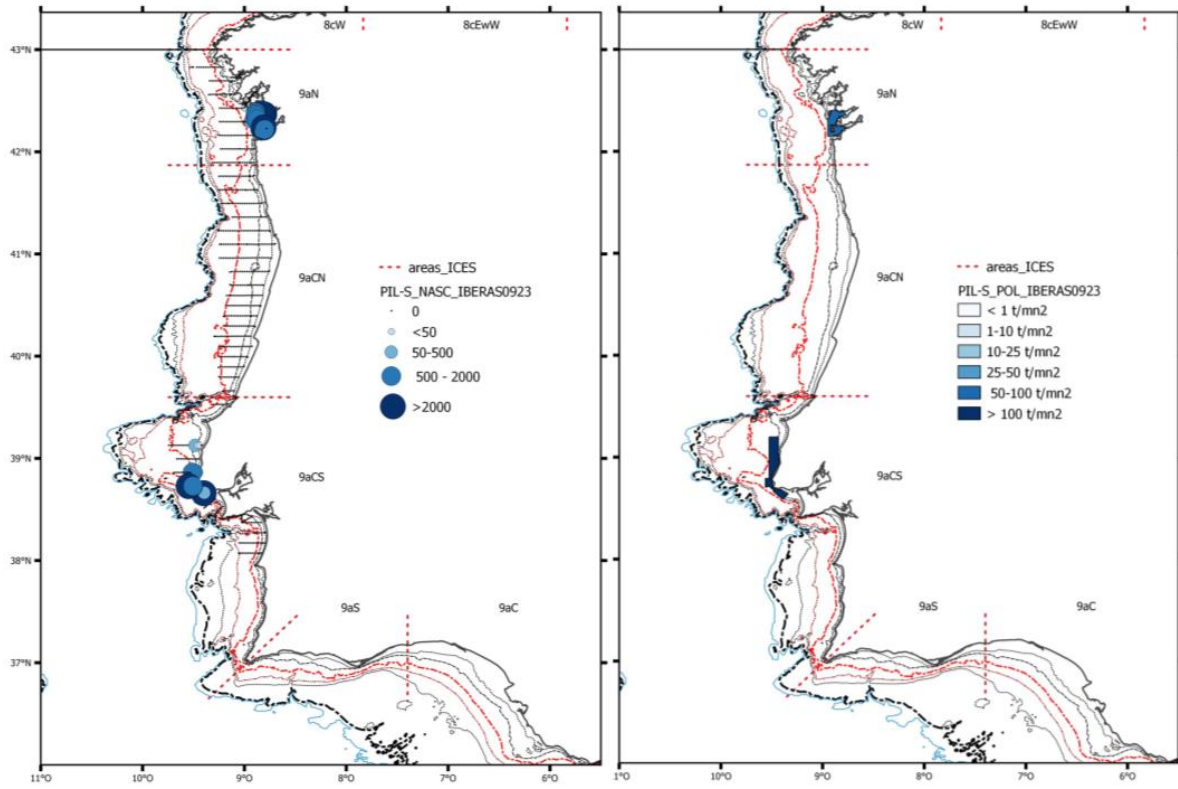 8cW
8cEwW
43°N
9aN
42°N
41°N
9aCN
40°N
39°N
9aCS
38°N
9aS
9aC
37°N
11°O
10°O
9°O
8°O
7°O
6°O
areas_ICES
PIL-S_NASC_IBERAS0923
0
<50
50-500
500 - 2000
>2000
8cW
8cEwW
9aN
9aCN
9aCS
9aS
9aC
1°O
10°O
9°O
8°O
7°O
6°O
areas_ICES
PIL-S_POL_IBERAS0923
< 1 t/mn2
1-10 t/mn2
10-25 t/mn2
25-50 t/mn2
50-100 t/mn2
> 100 t/mn2